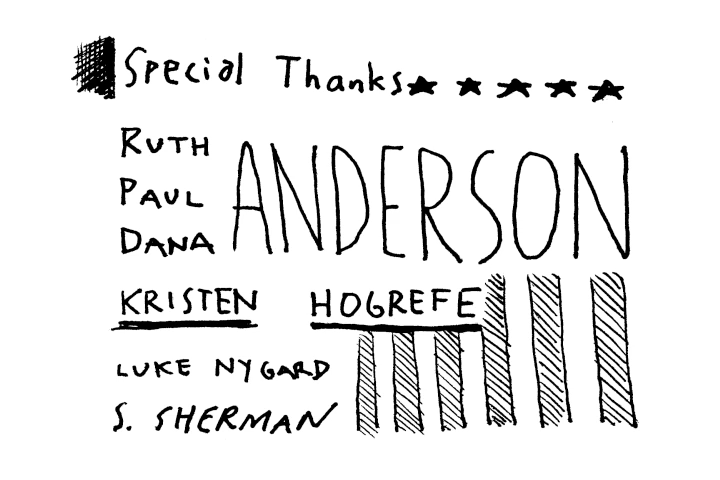 Special Thanks
RUTH
PAUL
DANA
ANDERSON
KRISTEN HOGREFE
LUKE NYGARD
S. SHERMAN